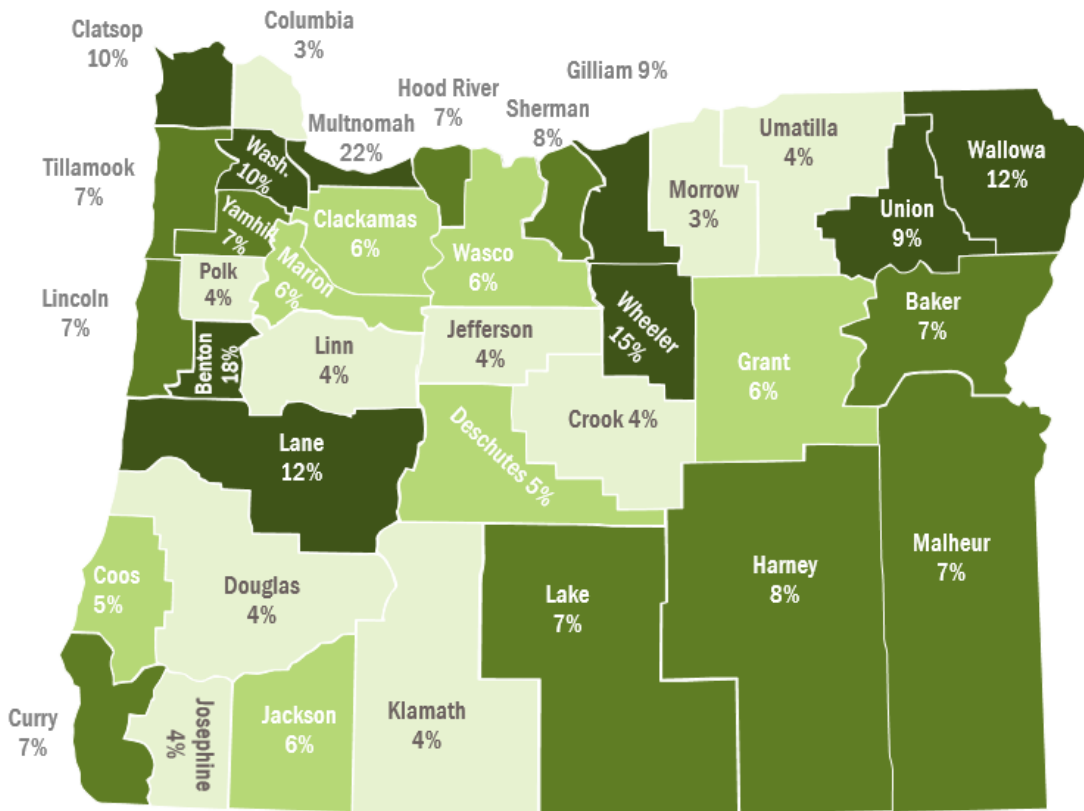 Clatsop
10%
Columbia
3%
Gilliam 9%
Hood River
7%
Sherman
8%
Multnomah
22%
Umatilla
4%
Wallowa
12%
Tillamook
7%
Wash.
10%
Morrow
3%
Union
9%
Yamhill
7%
Clackamas
6%
Wasco
6%
Polk
4%
Marion
6%
Lincoln
7%
Baker
7%
Wheeler
15%
Jefferson
4%
Linn
4%
Benton
18%
Grant
6%
Crook 4%
Deschutes 5%
Lane
12%
Malheur
7%
Harney
8%
Coos
5%
Douglas
4%
Lake
7%
Curry
7%
Josephine
4%
Jackson
6%
Klamath
4%